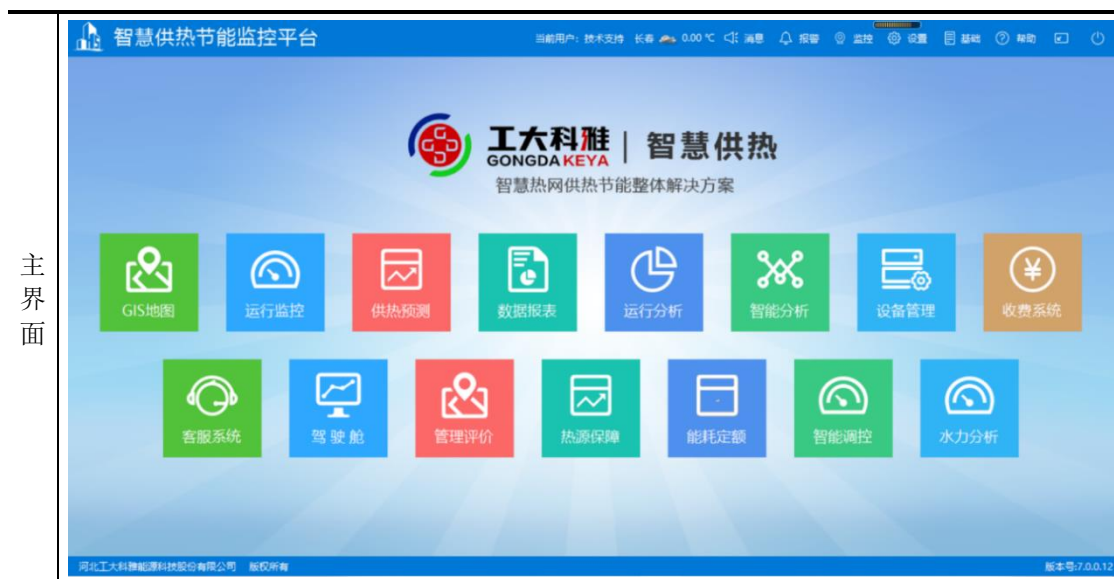 主界面
智慧供热节能监控平台
当前用户：技术支持 长春 0.00 ℃ 消息 报警 监控 设置 基础 帮助
工大科雅 | 智慧供热
GONGDA KEYA
智慧热网供热节能整体解决方案
GIS地图 运行监控 供热预测 数据报表 运行分析 智能分析 设备管理 收费系统
客服系统 驾驶舱 管理评价 热源保障 能耗定额 智能调控 水力分析
河北工大科雅能源科技股份有限公司 版权所有 版本号:7.0.0.12